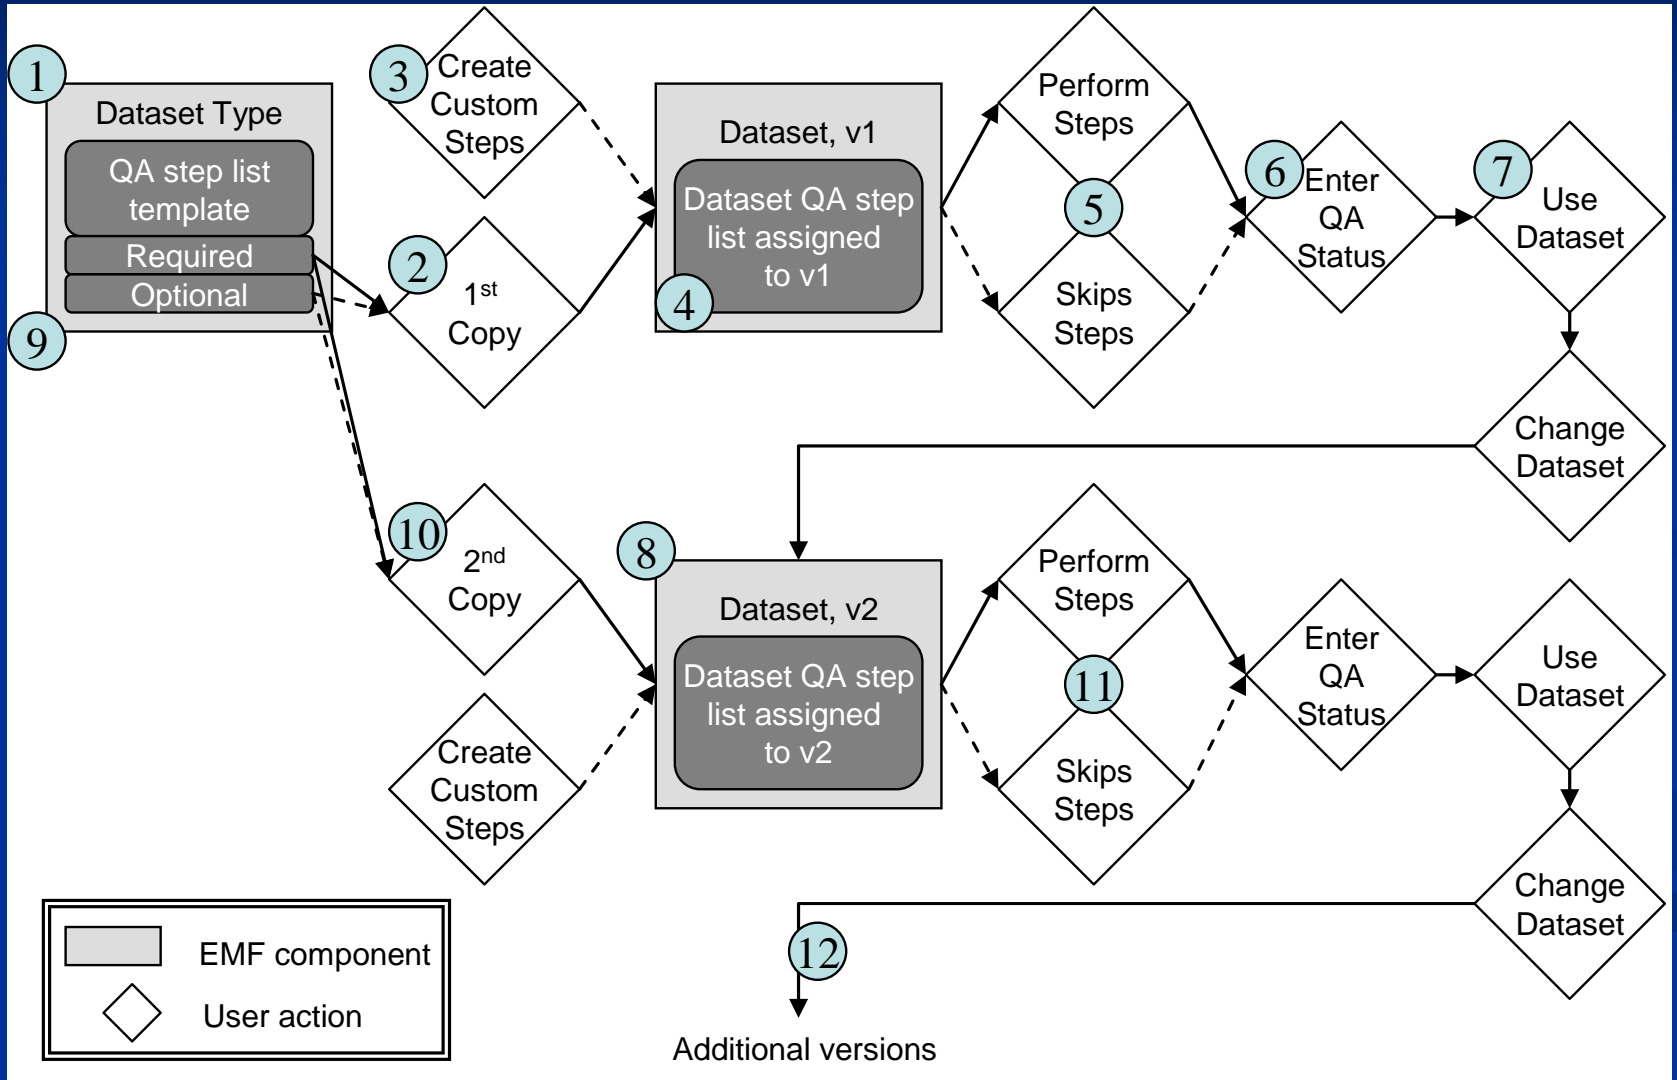 1
Dataset Type
QA step list
template
Required
Optional
9
3
Create
Custom
Steps
2
1st
Copy
Dataset, v1
Dataset QA step
list assigned
to v1
4
Perform
Steps
5
Skips
Steps
6
Enter
QA
Status
7
Use
Dataset
Change
Dataset
10
2nd
Copy
Create
Custom
Steps
8
Dataset, v2
Dataset QA step
list assigned
to v2
Perform
Steps
11
Skips
Steps
Enter
QA
Status
Use
Dataset
Change
Dataset
12
Additional versions
EMF component
User action